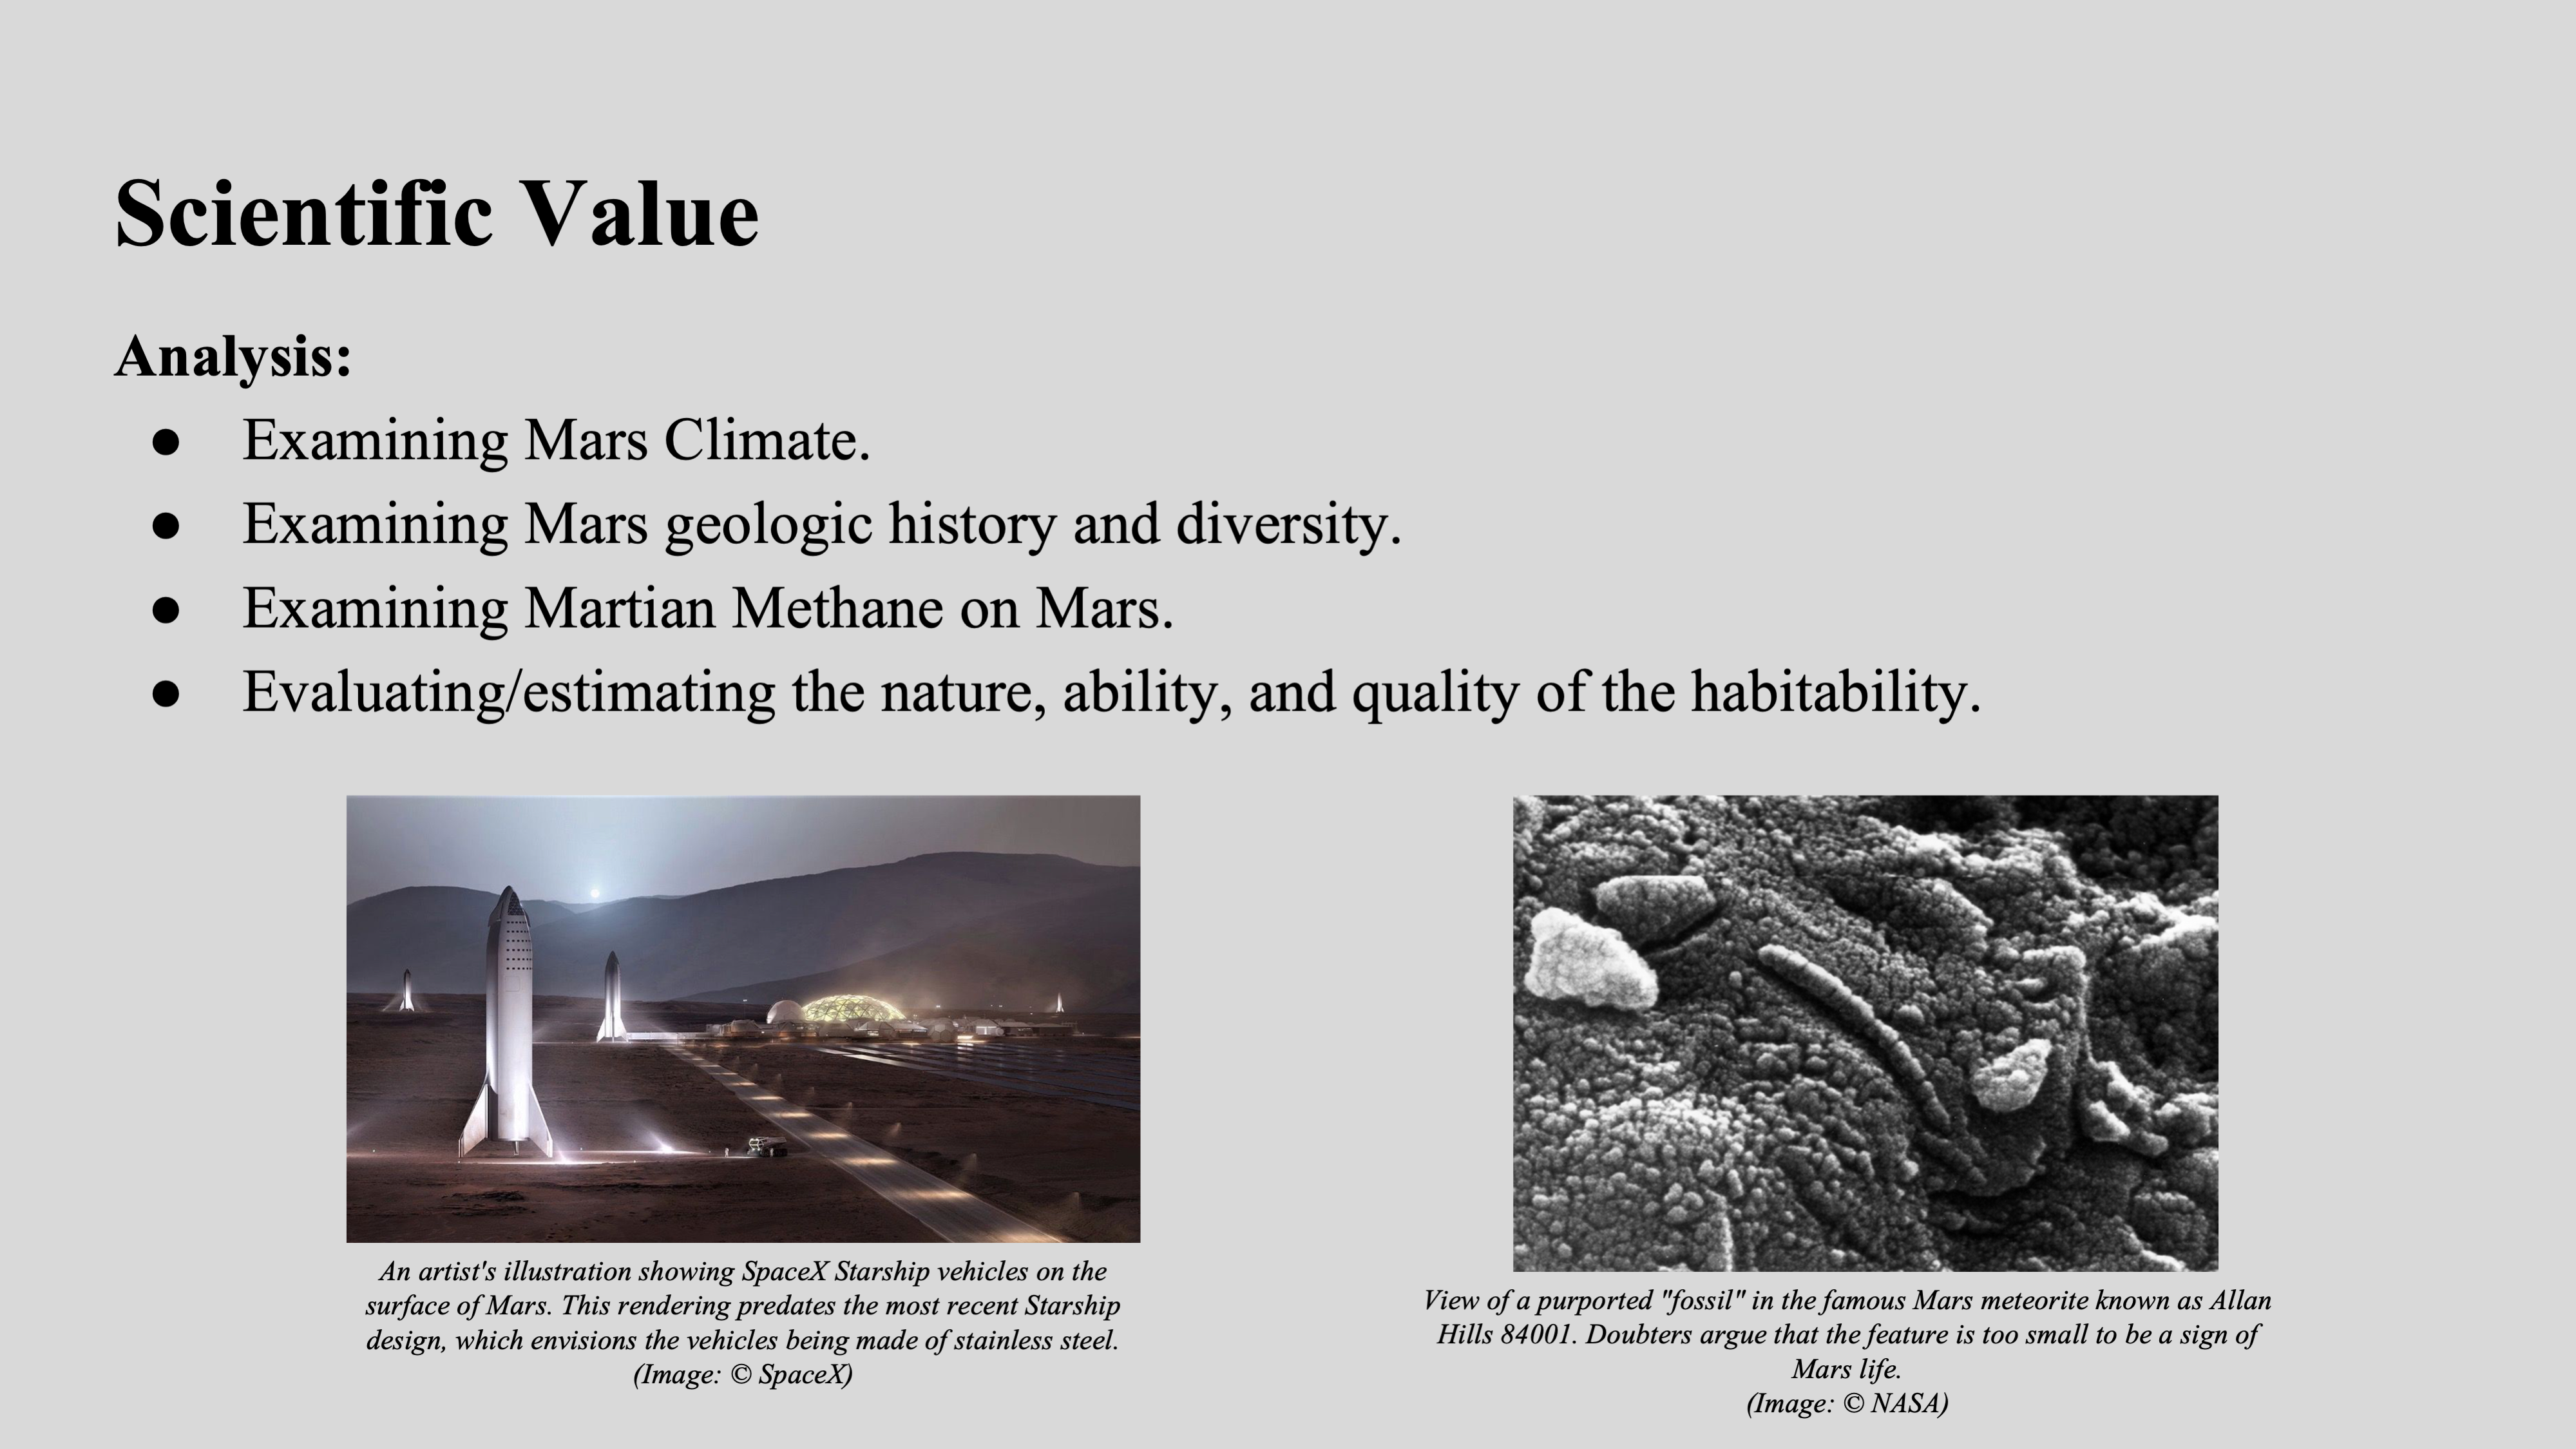 Scientific Value
Analysis:
● Examining Mars Climate.
● Examining Mars geologic history and diversity.
● Examining Martian Methane on Mars.
● Evaluating/estimating the nature, ability, and quality of the habitability.
An artist's illustration showing SpaceX Starship vehicles on the
surface of Mars. This rendering predates the most recent Starship
design, which envisions the vehicles being made of stainless steel.
(Image: © SpaceX)
View of a purported "fossil" in the famous Mars meteorite known as Allan
Hills 84001. Doubters argue that the feature is too small to be a sign of
Mars life.
(Image: © NASA)